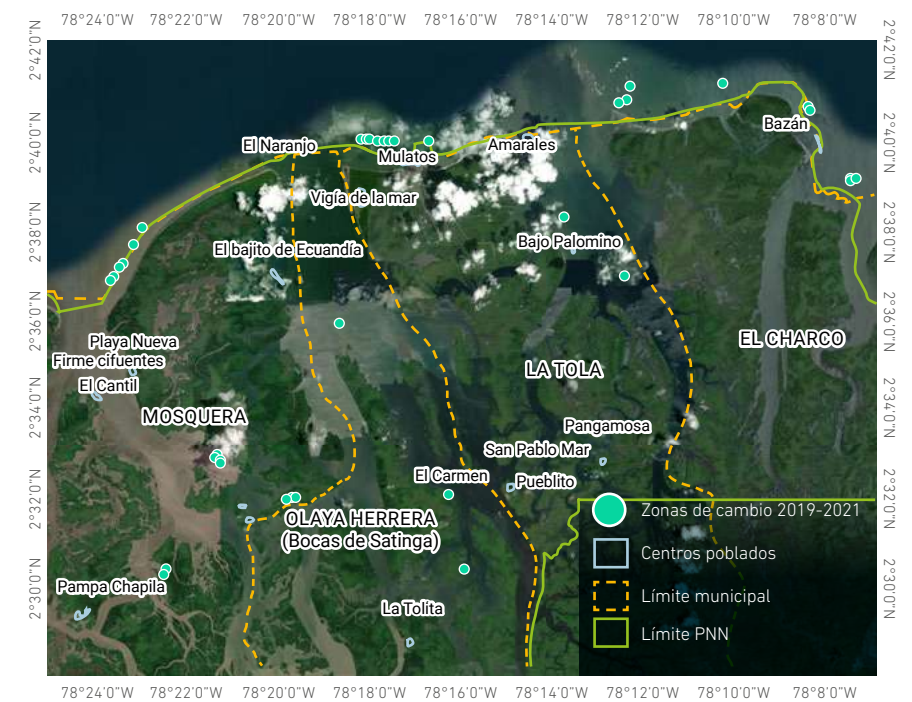 78°24'0"W 78°22'0"W 78°20'0"W 78°18'0"W 78°16'0"W 78°14'0"W 78°12'0"W 78°10'0"W 78°8'0"W
2°42'0"N
2°40'0"N
2°38'0"N
2°36'0"N
2°34'0"N
2°32'0"N
2°30'0"N
2°42'0"N
2°40'0"N
2°38'0"N
2°36'0"N
2°34'0"N
2°32'0"N
2°30'0"N
Bazán
El Naranjo
Amarales
Mulatos
Vigía de la mar
Bajo Palomino
El bajito de Ecuandía
Playa Nueva
EL CHARCO
Firme cifuentes
LA TOLA
El Cantil
MOSQUERA
Pangamosa
San Pablo Mar
El Carmen
Pueblito
OLAYA HERRERA
(Bocas de Satinga)
Pampa Chapila
La Tolita
Zonas de cambio 2019-2021
Centros poblados
Límite municipal
Límite PNN
78°24'0"W 78°22'0"W 78°20'0"W 78°18'0"W 78°16'0"W 78°14'0"W 78°12'0"W 78°10'0"W 78°8'0"W